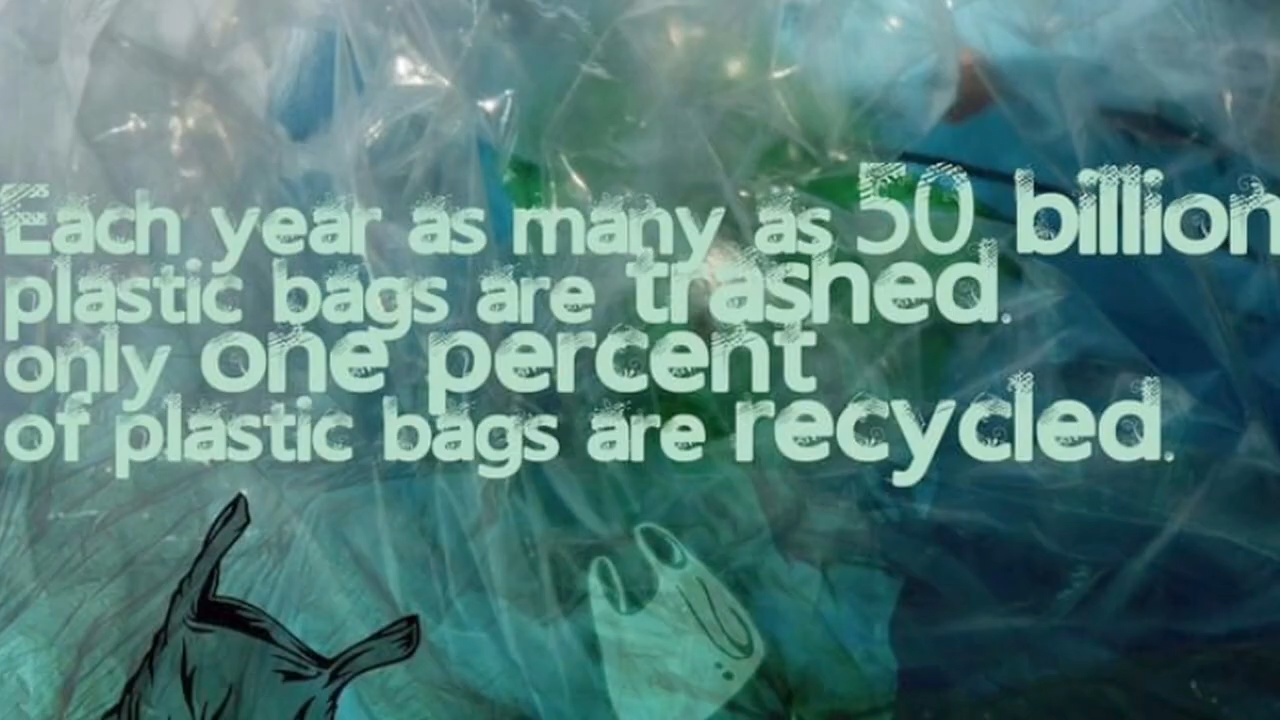 Each year as many as 50 billion
plastic bags are trashed.
only one percent
of plastic bags are recycled.